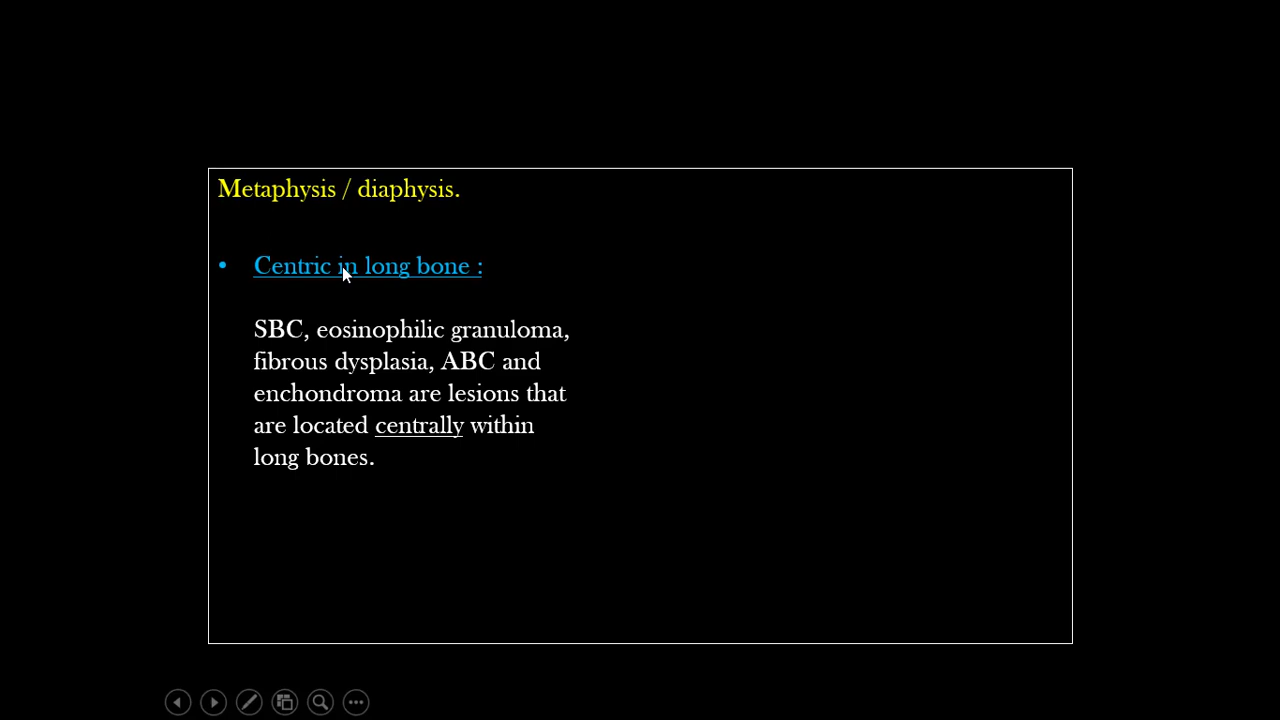 Metaphysis / diaphysis.
• Centric in long bone :
SBC, eosinophilic granuloma,
fibrous dysplasia, ABC and
enchondroma are lesions that
are located centrally within
long bones.